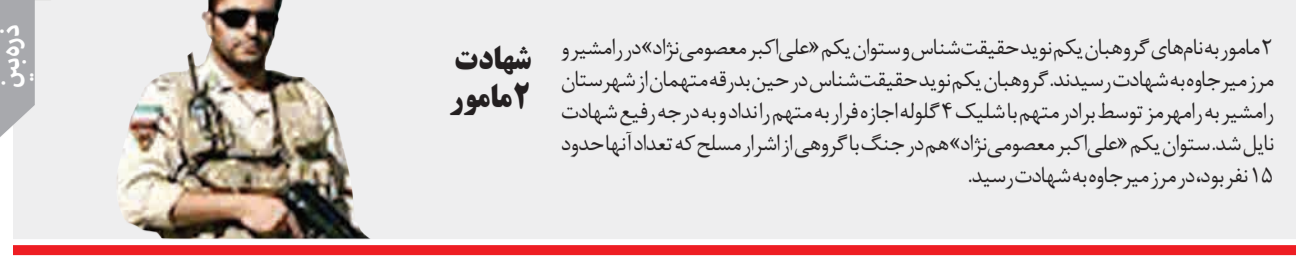 ذره‌بین
شهادت
۲ مامور
۲ مامور به نام‌های گروهبان یکم نوید حقیقت‌شناس و ستوان یکم «علی‌اکبر معصومی‌نژاد» در رامشیر و
مرز میرجاوه به شهادت رسیدند. گروهبان یکم نوید حقیقت‌شناس در حین بدرقه متهمان از شهرستان
رامشیر به رامهرمز توسط برادر متهم با شلیک ۴ گلوله اجازه فرار به متهم را نداد و به درجه رفیع شهادت
نایل شد. ستوان یکم «علی‌اکبر معصومی‌نژاد» هم در جنگ با گروهی از اشرار مسلح که تعداد آنها حدود
۱۵ نفر بود، در مرز میرجاوه به شهادت رسید.